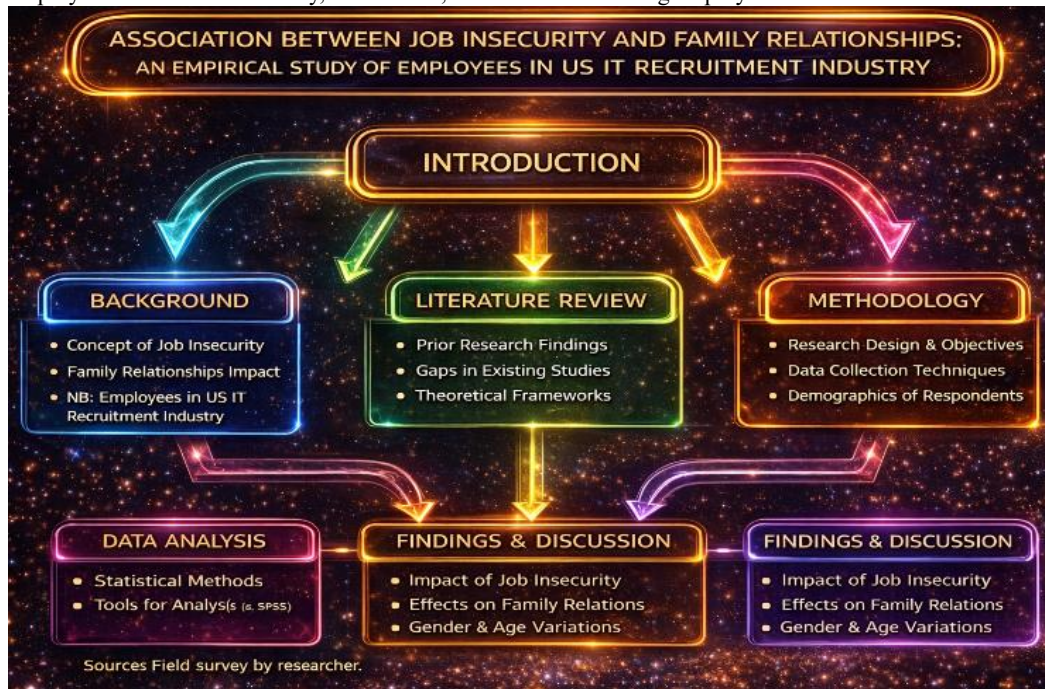 ASSOCIATION BETWEEN JOB INSECURITY AND FAMILY RELATIONSHIPS:
AN EMPIRICAL STUDY OF EMPLOYEES IN US IT RECRUITMENT INDUSTRY
INTRODUCTION
BACKGROUND
• Concept of Job Insecurity
• Family Relationships Impact
• NB: Employees in US IT
Recruitment Industry
LITERATURE REVIEW
• Prior Research Findings
• Gaps in Existing Studies
• Theoretical Frameworks
METHODOLOGY
• Research Design & Objectives
• Data Collection Techniques
• Demographics of Respondents
DATA ANALYSIS
• Statistical Methods
• Tools for Analys(s (s. SPSS)
FINDINGS & DISCUSSION
• Impact of Job Insecurity
• Effects on Family Relations
• Gender & Age Variations
FINDINGS & DISCUSSION
• Impact of Job Insecurity
• Effects on Family Relations
• Gender & Age Variations
Sources Field survey by researcher.